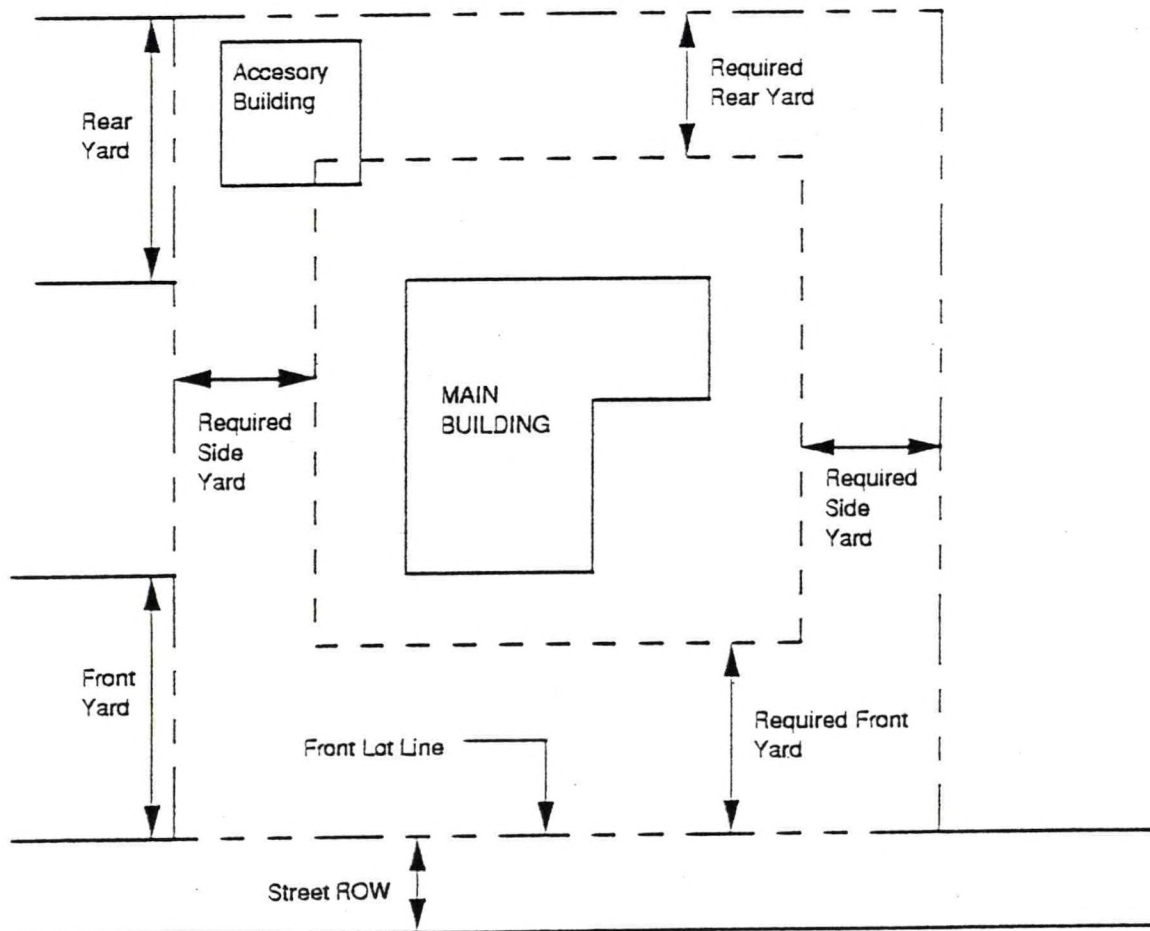 Accesory
Building
Required
Rear Yard
Rear
Yard
MAIN
BUILDING
Required
Side
Yard
Required
Side
Yard
Front
Yard
Required Front
Yard
Front Lot Line
Street ROW